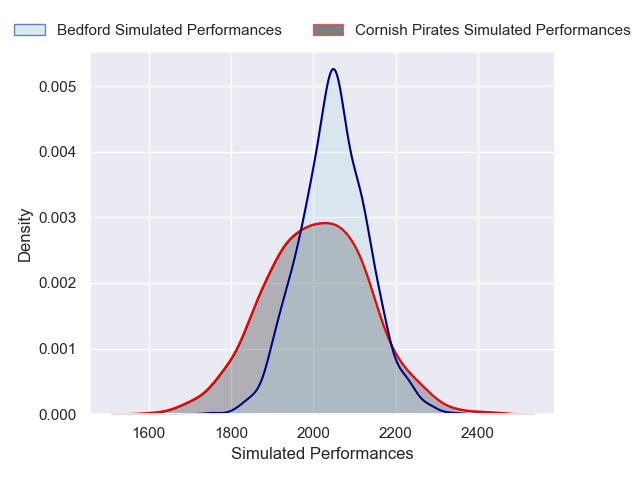 Bedford Simulated Performances
Cornish Pirates Simulated Performances
0.005
0.004
0.003
0.002
0.001
0.000
Density
1600 1800 2000 2200 2400
Simulated Performances